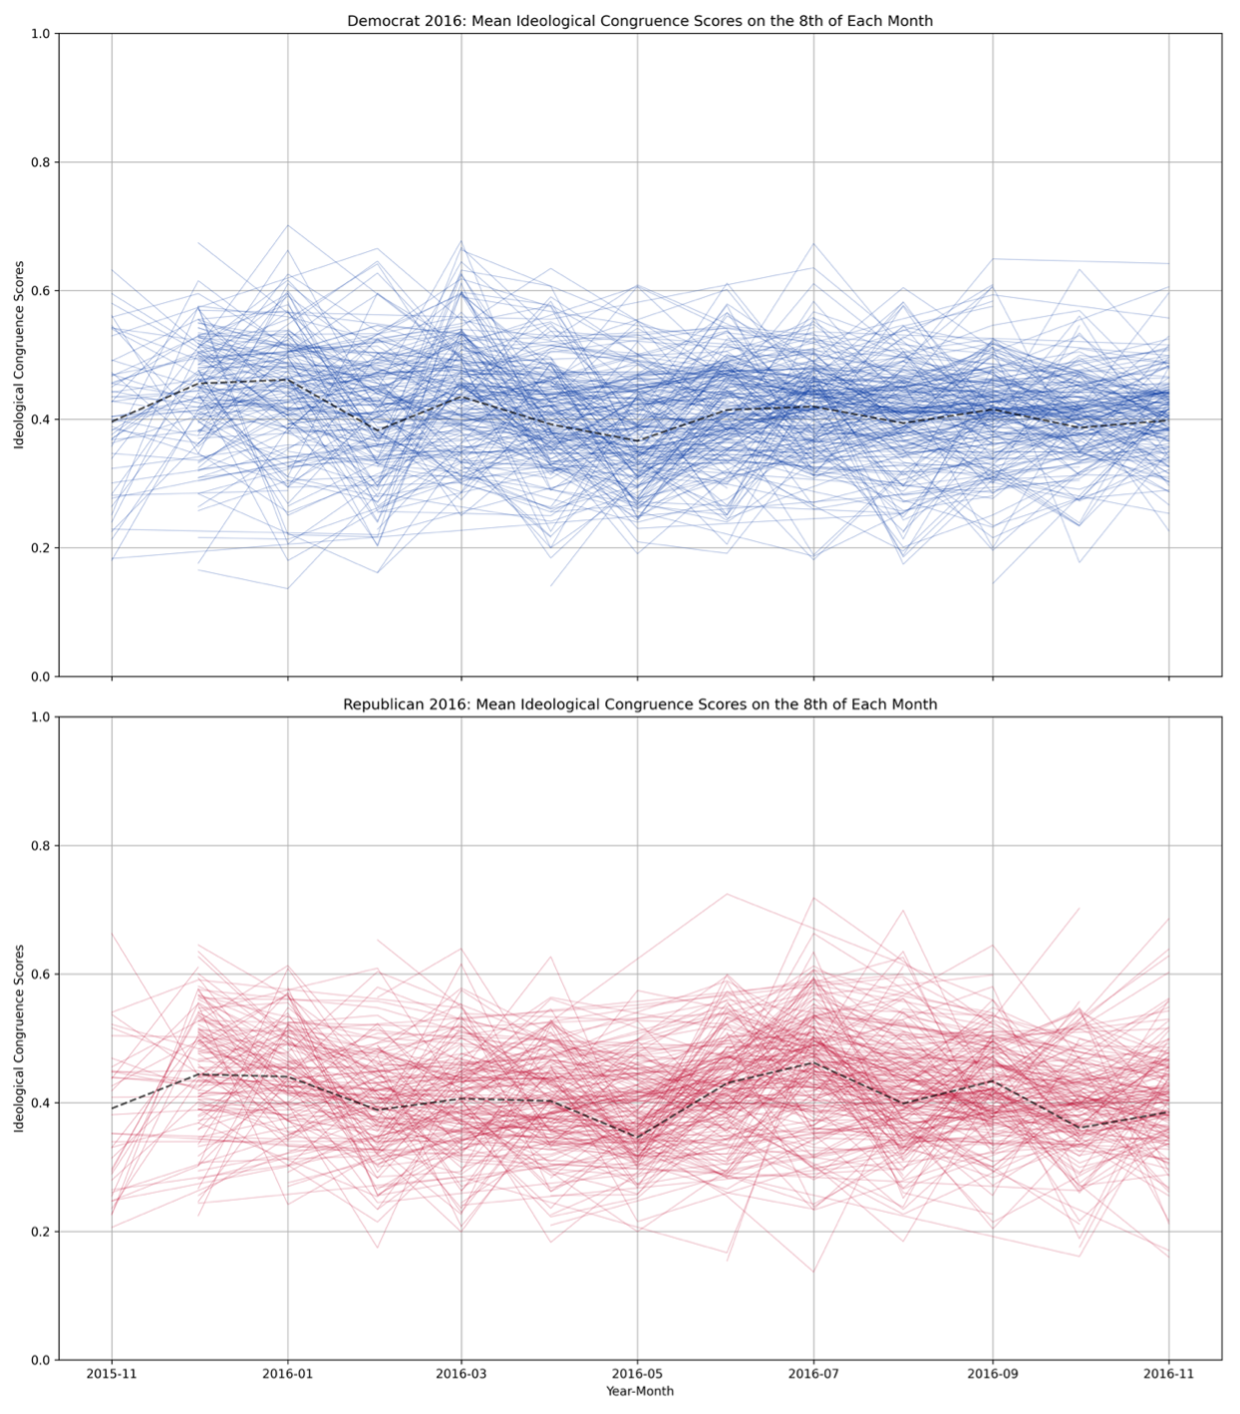 Democrat 2016: Mean Ideological Congruence Scores on the 8th of Each Month
1.0
0.8
0.6
0.4
0.2
0.0
Ideological Congruence Scores
Republican 2016: Mean Ideological Congruence Scores on the 8th of Each Month
1.0
0.8
0.6
0.4
0.2
0.0
Ideological Congruence Scores
2015-11 2016-01 2016-03 2016-05 2016-07 2016-09 2016-11
Year-Month